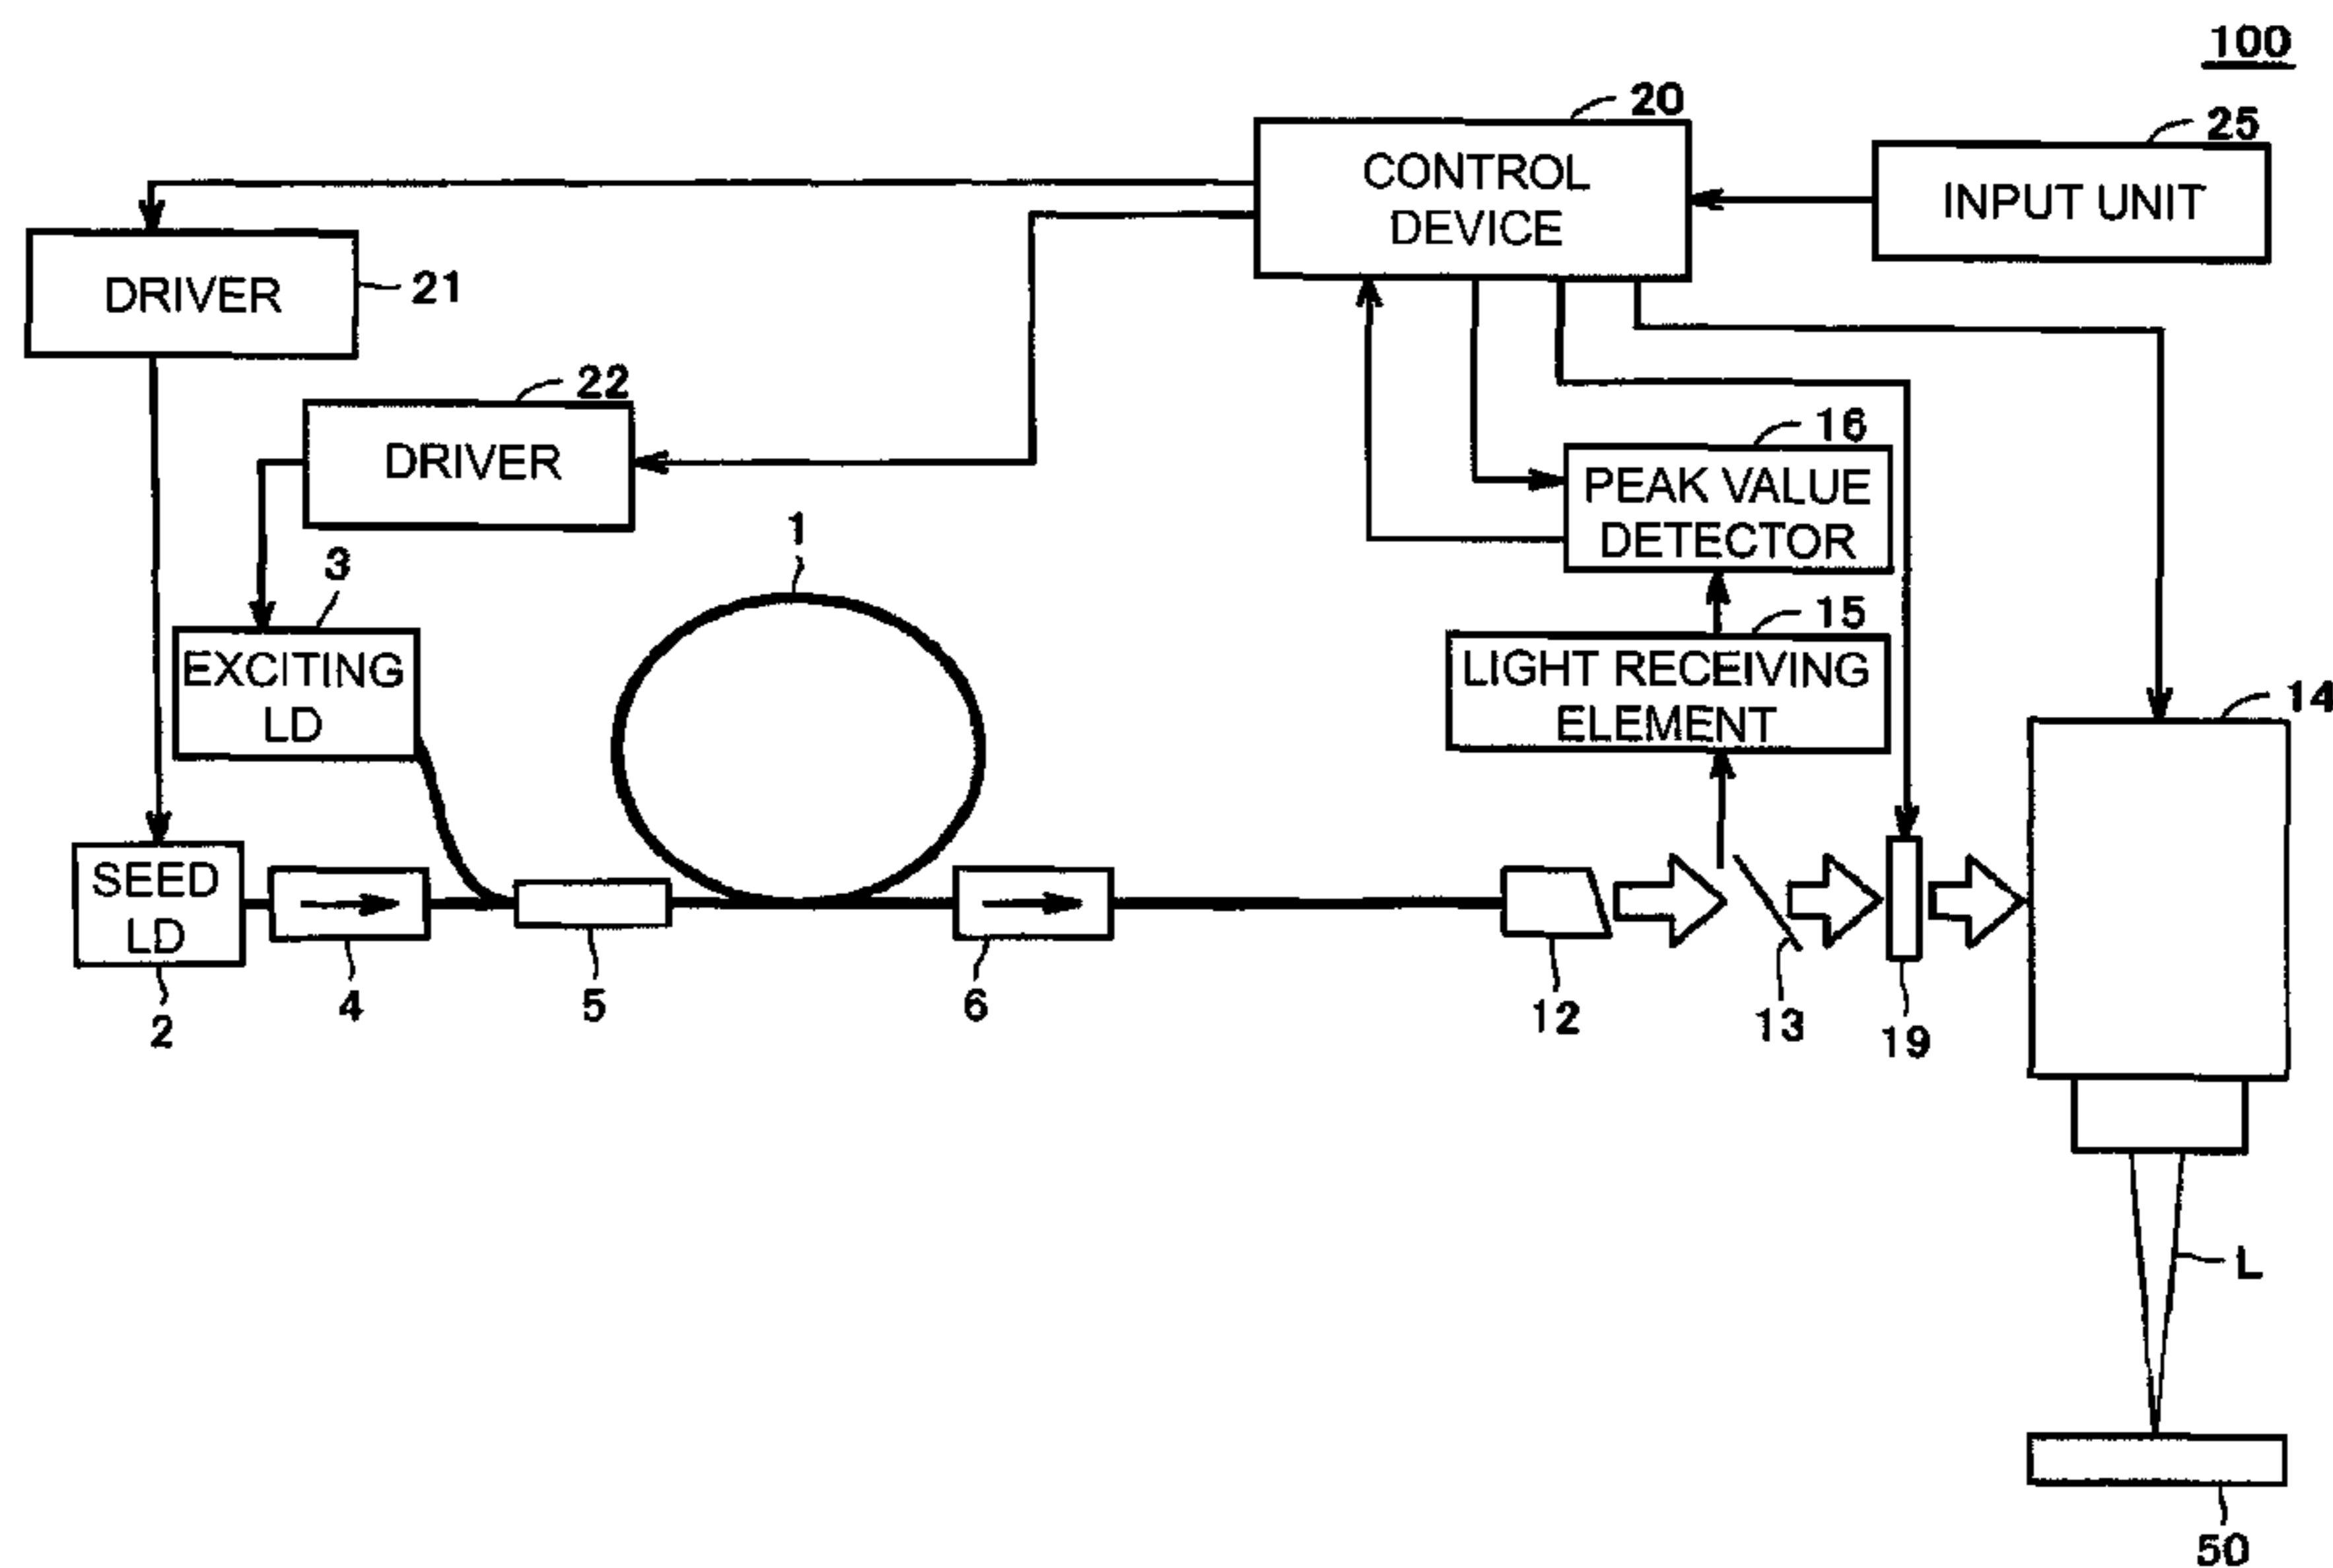 100
20
25
CONTROL
DEVICE
INPUT UNIT
DRIVER
21
22
DRIVER
16
PEAK VALUE
DETECTOR
1
3
EXCITING
LD
15
LIGHT RECEIVING
ELEMENT
14
SEED
LD
2
4
5
6
12
13
19
L
50